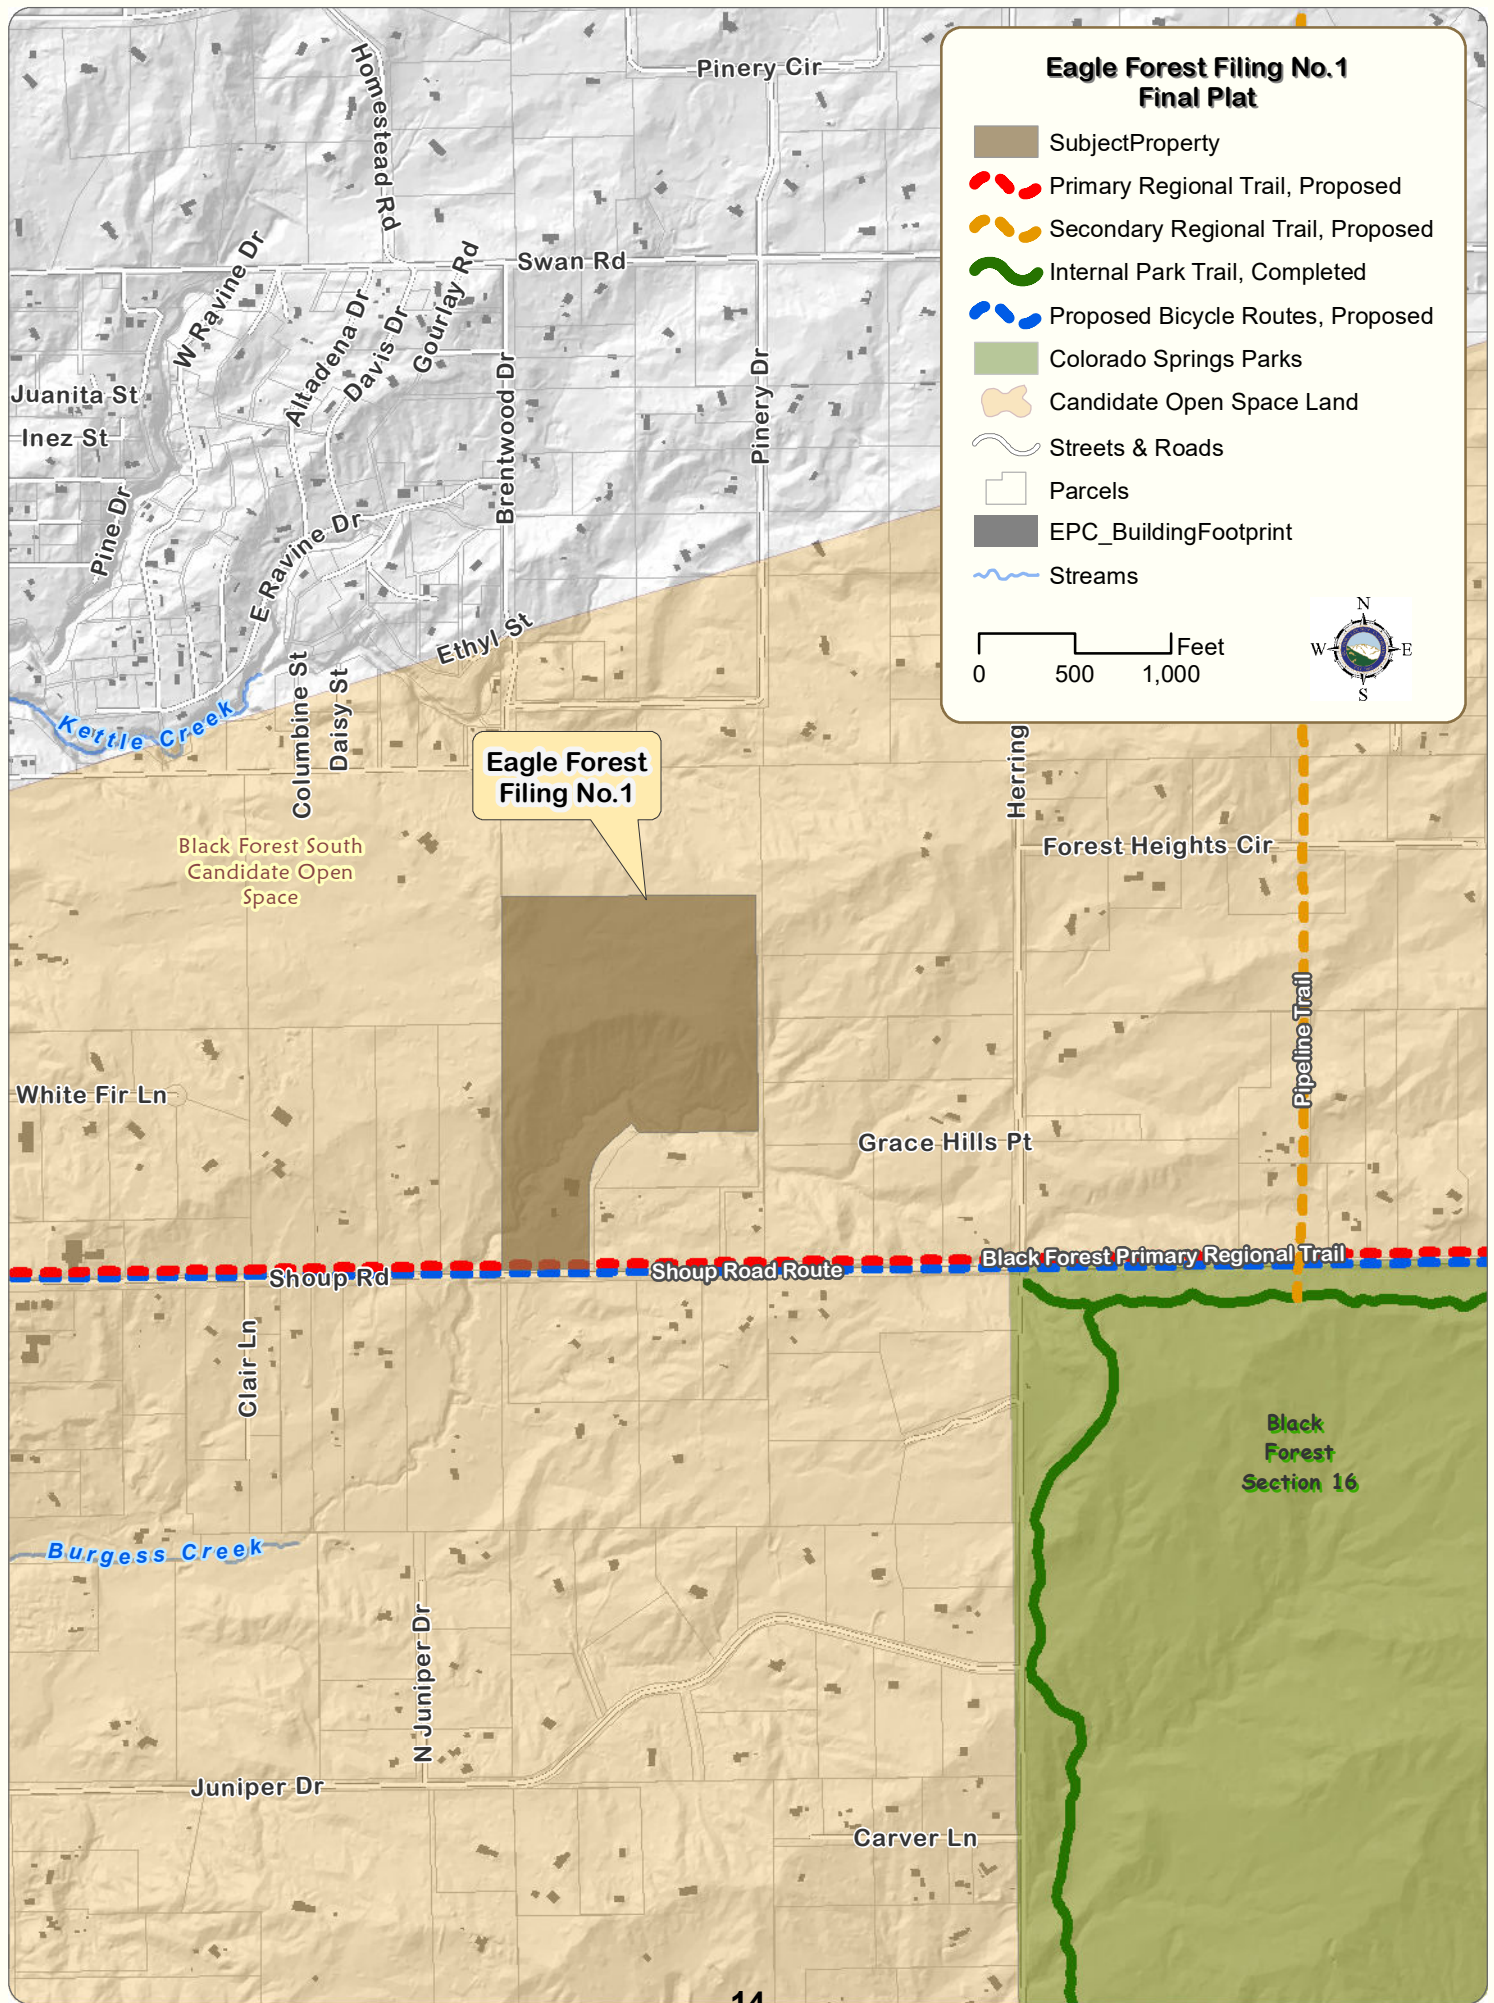 Pinery Cir
Homestead Rd
Eagle Forest Filing No.1
Final Plat
SubjectProperty
Primary Regional Trail, Proposed
Secondary Regional Trail, Proposed
Internal Park Trail, Completed
Proposed Bicycle Routes, Proposed
Colorado Springs Parks
Candidate Open Space Land
Streets & Roads
Parcels
EPC_BuildingFootprint
Streams
Feet
0
500
1,000
N
W
E
S
Swan Rd
W Ravine Dr
Altadena Dr
Davis Dr
Gourlay Rd
Brentwood Dr
Pinery Dr
Juanita St
Inez St
Pine Dr
E Ravine Dr
Ethyl St
Columbine St
Daisy St
Kettle Creek
Eagle Forest
Filing No.1
Herring
Forest Heights Cir
Black Forest South
Candidate Open
Space
Pipeline Trail
White Fir Ln
Grace Hills Pt
Black Forest Primary Regional Trail
Shoup Rd
Shoup Road Route
Clair Ln
Black
Forest
Section 16
Burgess Creek
N Juniper Dr
Juniper Dr
Carver Ln
14